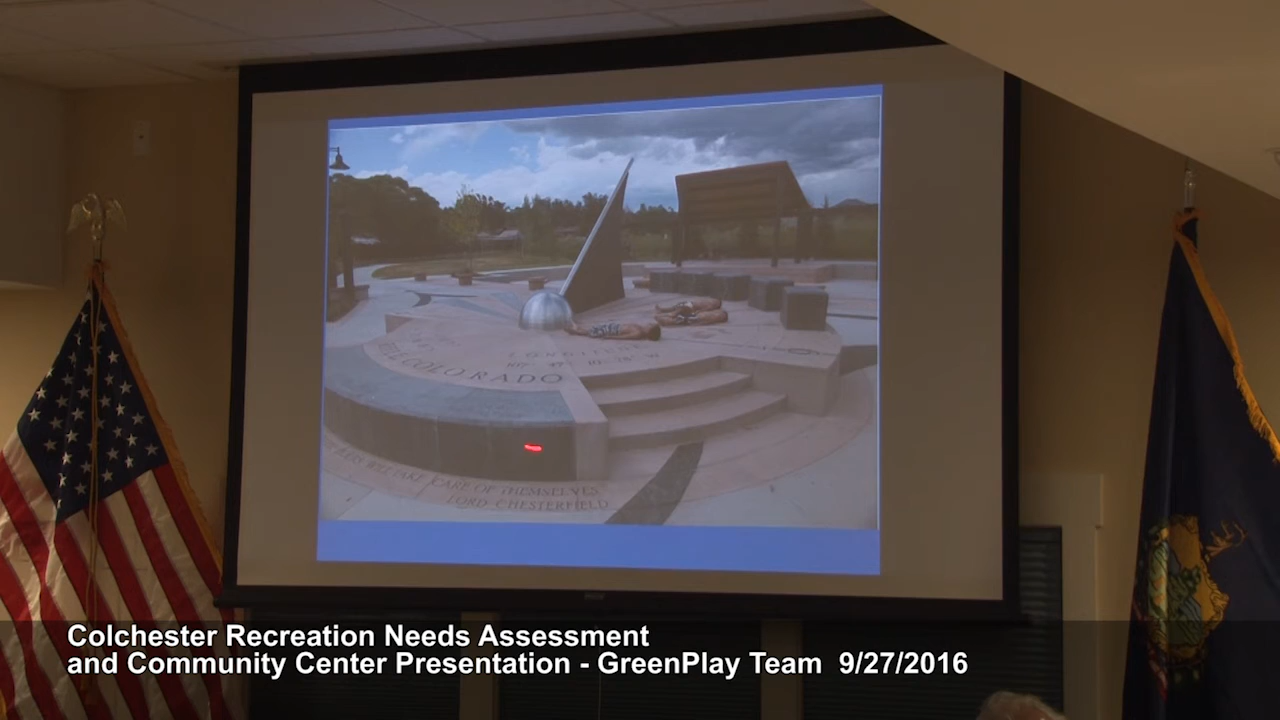 LONGITUDE
COLORADO
TAKE CARE OF THEMSELVES
LORD CHESTERFIELD
Colchester Recreation Needs Assessment
and Community Center Presentation - GreenPlay Team 9/27/2016